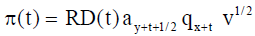 π(t) = RD(t) a_{y+t+1/2} q_{x+t} v^{1/2}